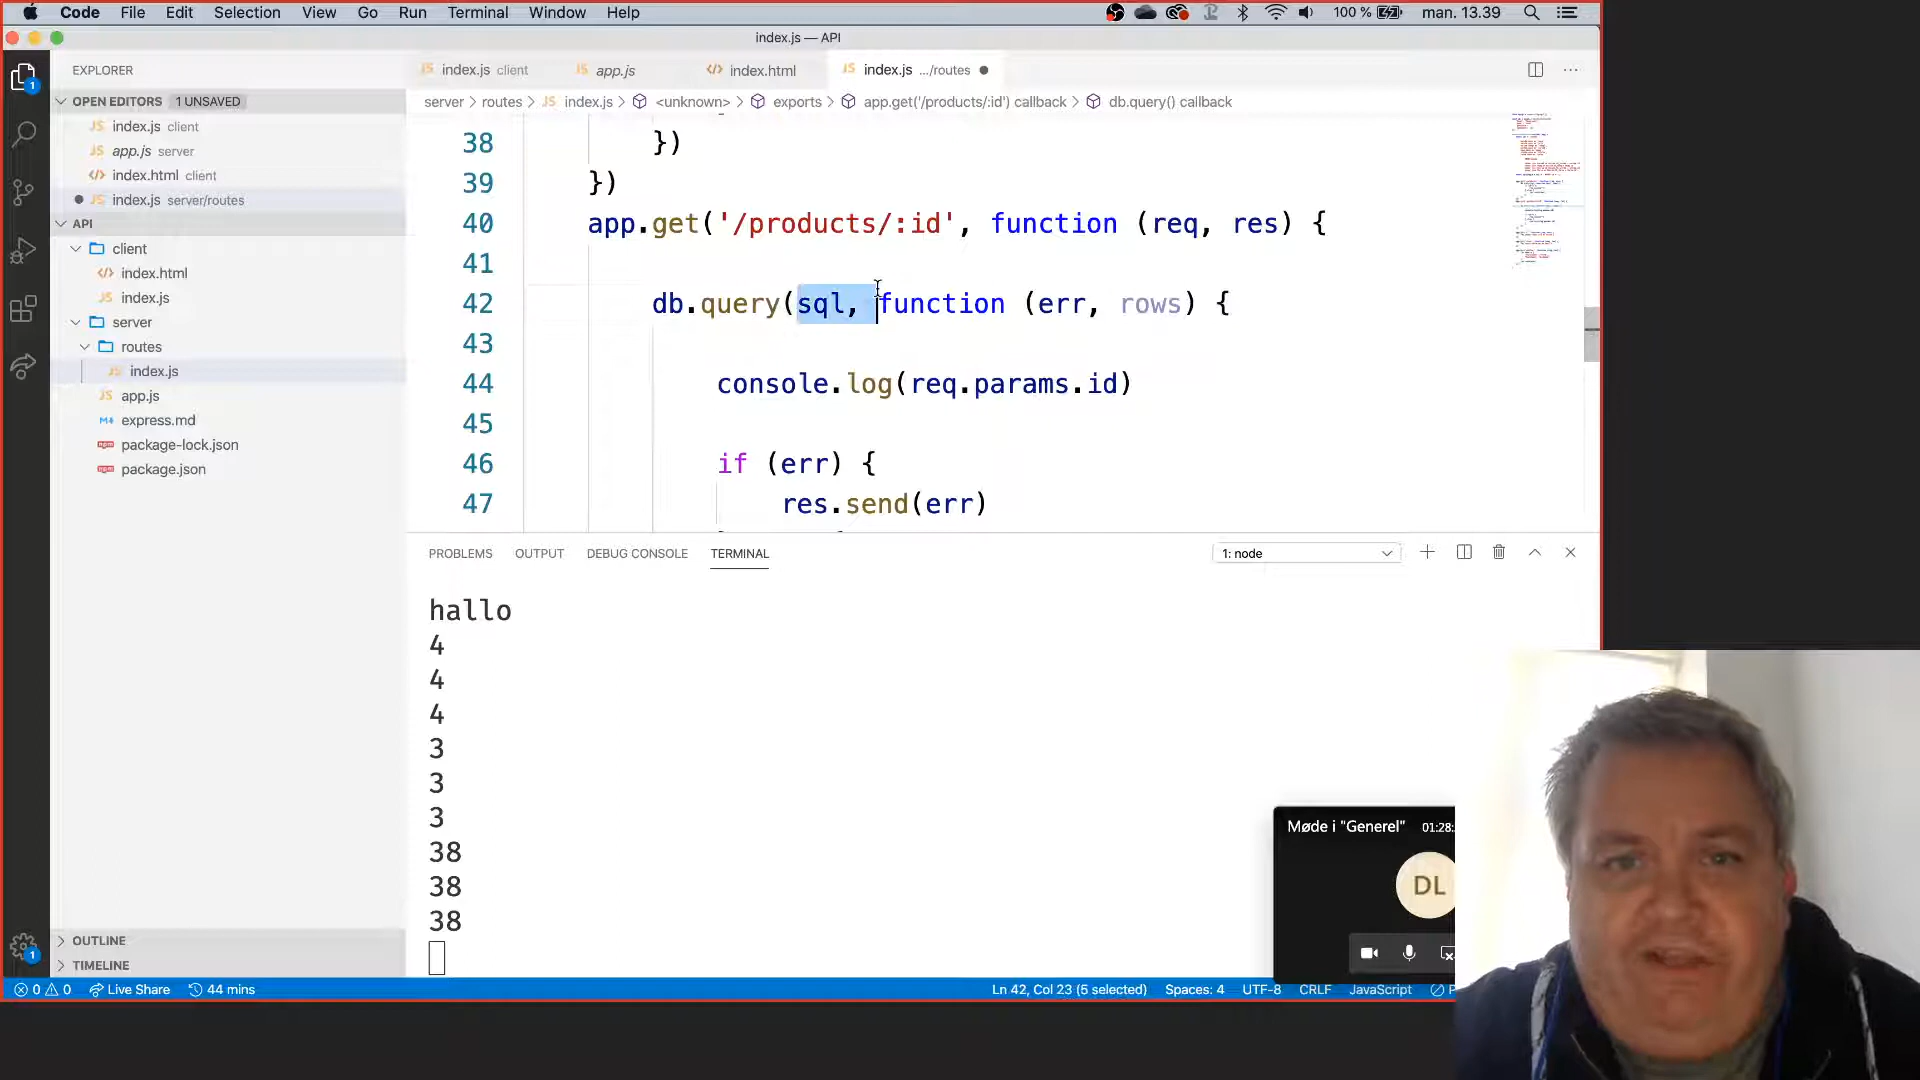 Code File Edit Selection View Go Run Terminal Window Help 100 % man. 13.39
index.js — API
EXPLORER
index.js client app.js index.html index.js .../routes
OPEN EDITORS 1 UNSAVED
server > routes > JS index.js > <unknown> > exports > app.get('/products/:id') callback > db.query() callback
JS index.js client
JS app.js server
<> index.html client
JS index.js server/routes
API
client
<> index.html
JS index.js
server
routes
JS index.js
JS app.js
express.md
package-lock.json
package.json
OUTLINE
TIMELINE
38 })
39 })
40 app.get('/products/:id', function (req, res) {
41
42 db.query(sql, function (err, rows) {
43
44 console.log(req.params.id)
45
46 if (err) {
47 res.send(err)
PROBLEMS OUTPUT DEBUG CONSOLE TERMINAL 1: node
hallo
4
4
4
3
3
3
38
38
38
Møde i "Generel" 01:28:
DL
0 0 Live Share 44 mins Ln 42, Col 23 (5 selected) Spaces: 4 UTF-8 CRLF JavaScript